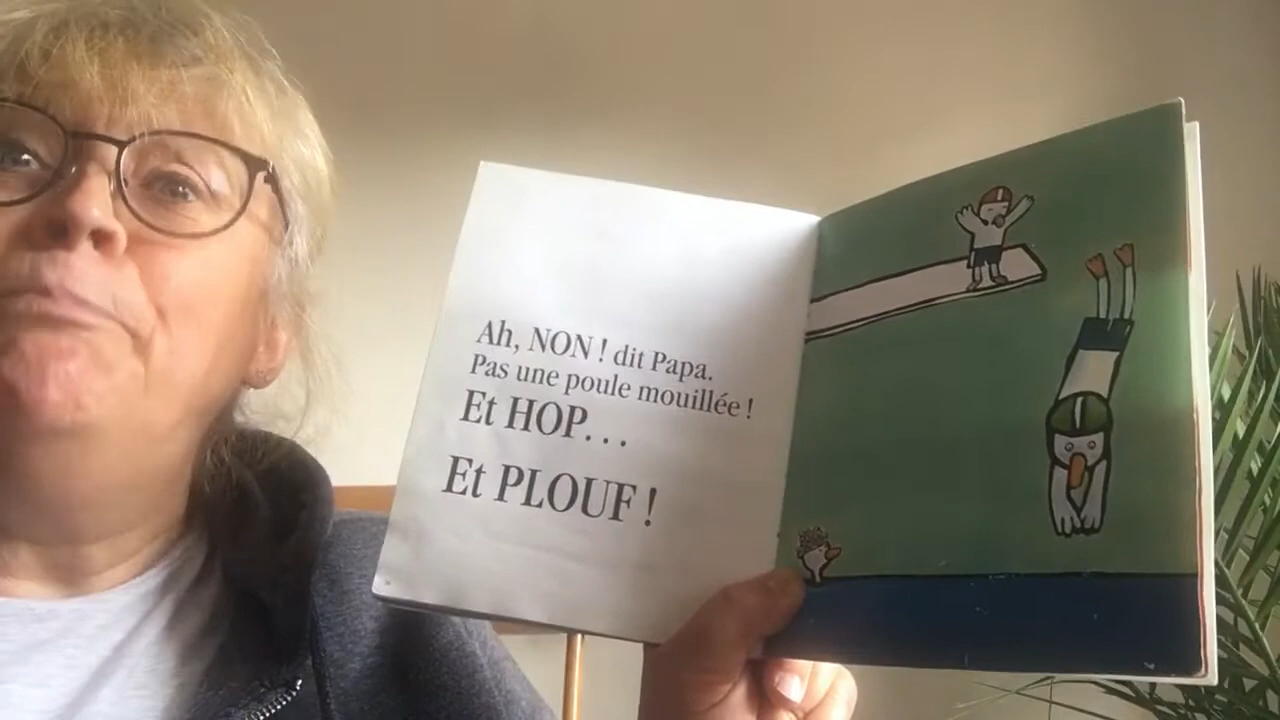 Ah, NON ! dit Papa.
Pas une poule mouillée !
Et HOP...
Et PLOUF !